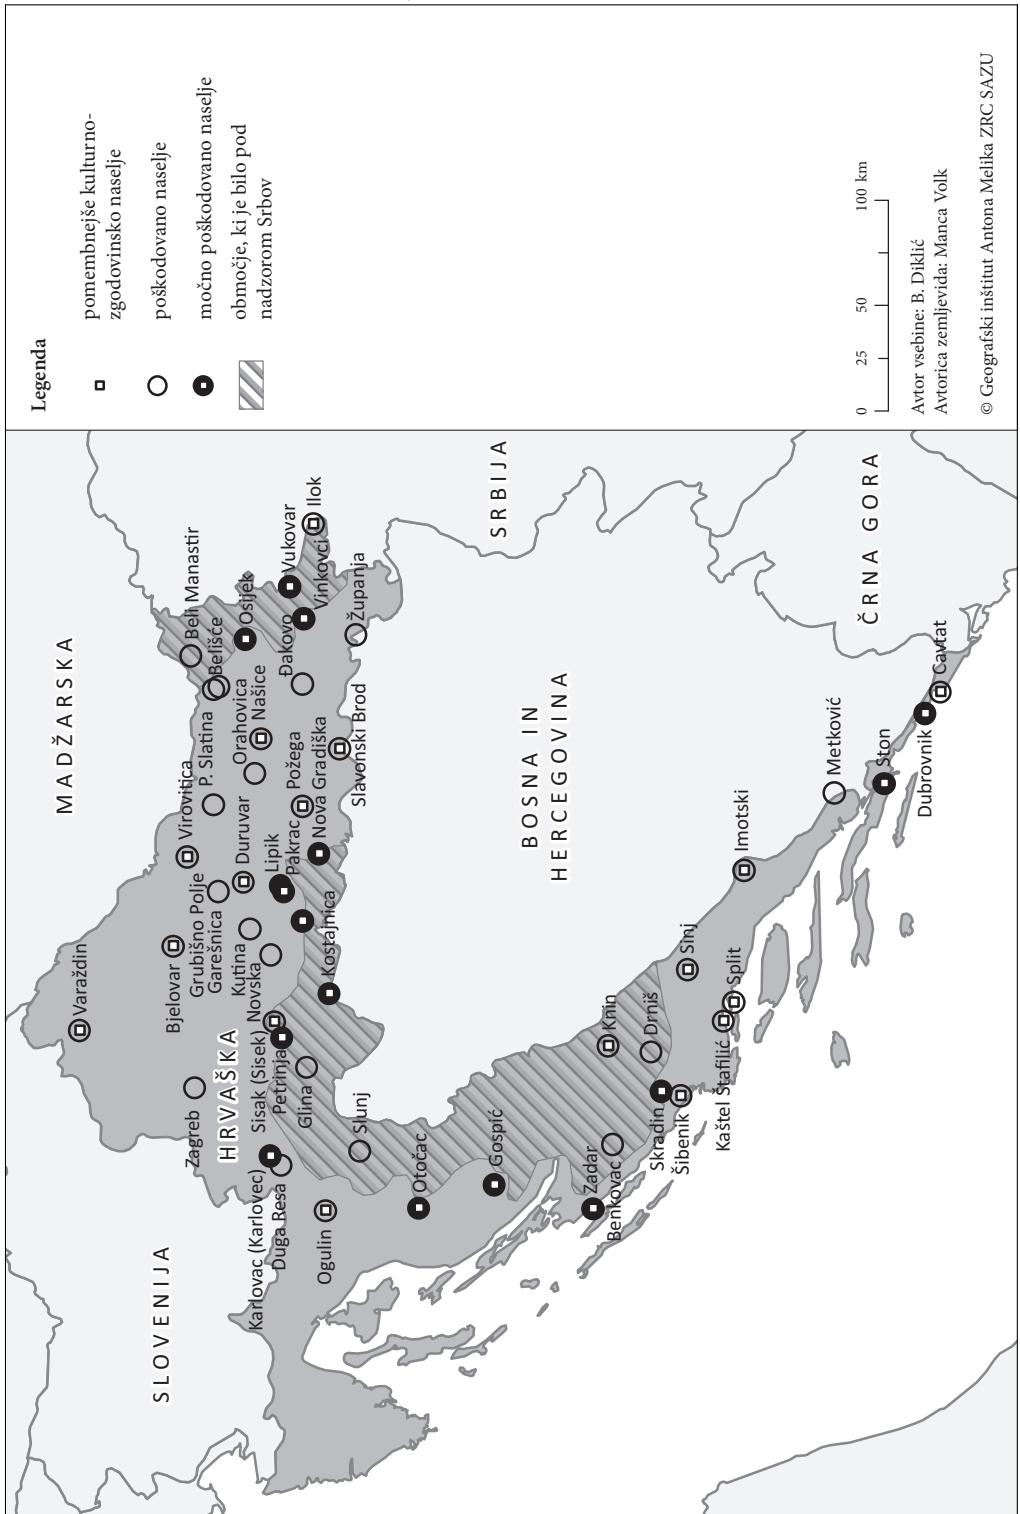 Legenda
pomembnejše kulturno-
zgodovinsko naselje
poškodovano naselje
močno poškodovano naselje
območje, ki je bilo pod
nadzorom Srbov
0
25
50
100 km
Avtor vsebine: B. Diklić
Avtorica zemljevida: Manca Volk
© Geografski inštitut Antona Melika ZRC SAZU
MADŽARSKA
SLOVENIJA
HRVAŠKA
SRBIJA
BOSNA IN
HERCEGOVINA
ČRNA GORA
Varaždin
Bjelovar
Virovitica
Zagreb
Grubišno Polje
Garešnica
P. Slatina
Beli Manastir
Belišće
Osijek
Orahovica
Našice
Đakovo
Vukovar
Vinkovci
Ilok
Županja
Duruvar
Lipik
Pakrac
Požega
Nova Gradiška
Slavonski Brod
Kutina
Novska
Kostajnica
Sisak (Sisek)
Petrinja
Glina
Slunj
Karlovac (Karlovec)
Duga Resa
Ogulin
Otočac
Gospić
Zadar
Benkovac
Knin
Drniš
Skradin
Šibenik
Kaštel Štafilić
Split
Sinj
Imotski
Metković
Ston
Dubrovnik
Cavtat